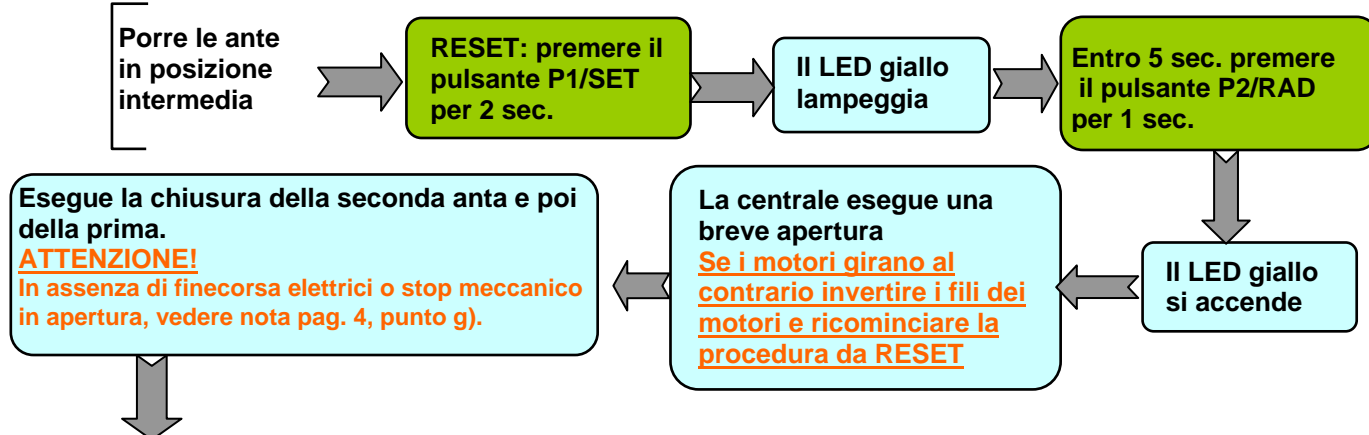 Porre le ante
in posizione
intermedia
RESET: premere il
pulsante P1/SET
per 2 sec.
Il LED giallo
lampeggia
Entro 5 sec. premere
il pulsante P2/RAD
per 1 sec.
Il LED giallo
si accende
La centrale esegue una
breve apertura
Se i motori girano al
contrario invertire i fili dei
motori e ricominciare la
procedura da RESET
Esegue la chiusura della seconda anta e poi
della prima.
ATTENZIONE!
In assenza di finecorsa elettrici o stop meccanico
in apertura, vedere nota pag. 4, punto g).